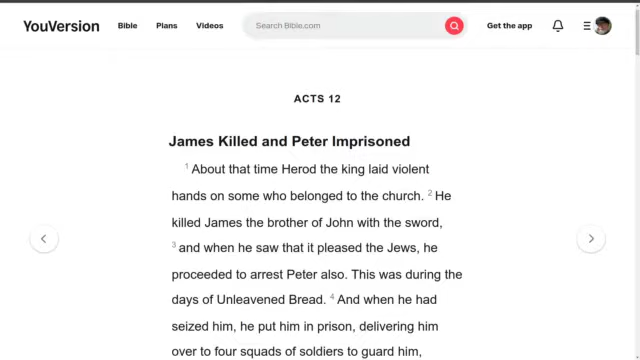 YouVersion Bible Plans Videos Search Bible.com Get the app
ACTS 12
James Killed and Peter Imprisoned
1 About that time Herod the king laid violent
hands on some who belonged to the church. 2 He
killed James the brother of John with the sword,
3 and when he saw that it pleased the Jews, he
proceeded to arrest Peter also. This was during the
days of Unleavened Bread. 4 And when he had
seized him, he put him in prison, delivering him
over to four squads of soldiers to guard him,